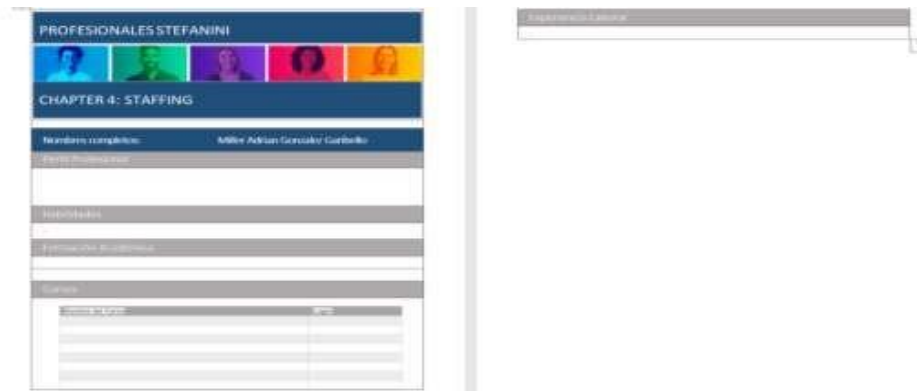 PROFESIONALES STEFANINI
CHAPTER 4: STAFFING
Nombres completos: Miller Adrian Gonzalez Garibello
Perfil Profesional
Habilidades
Formación Académica
Cursos
Experiencia Laboral